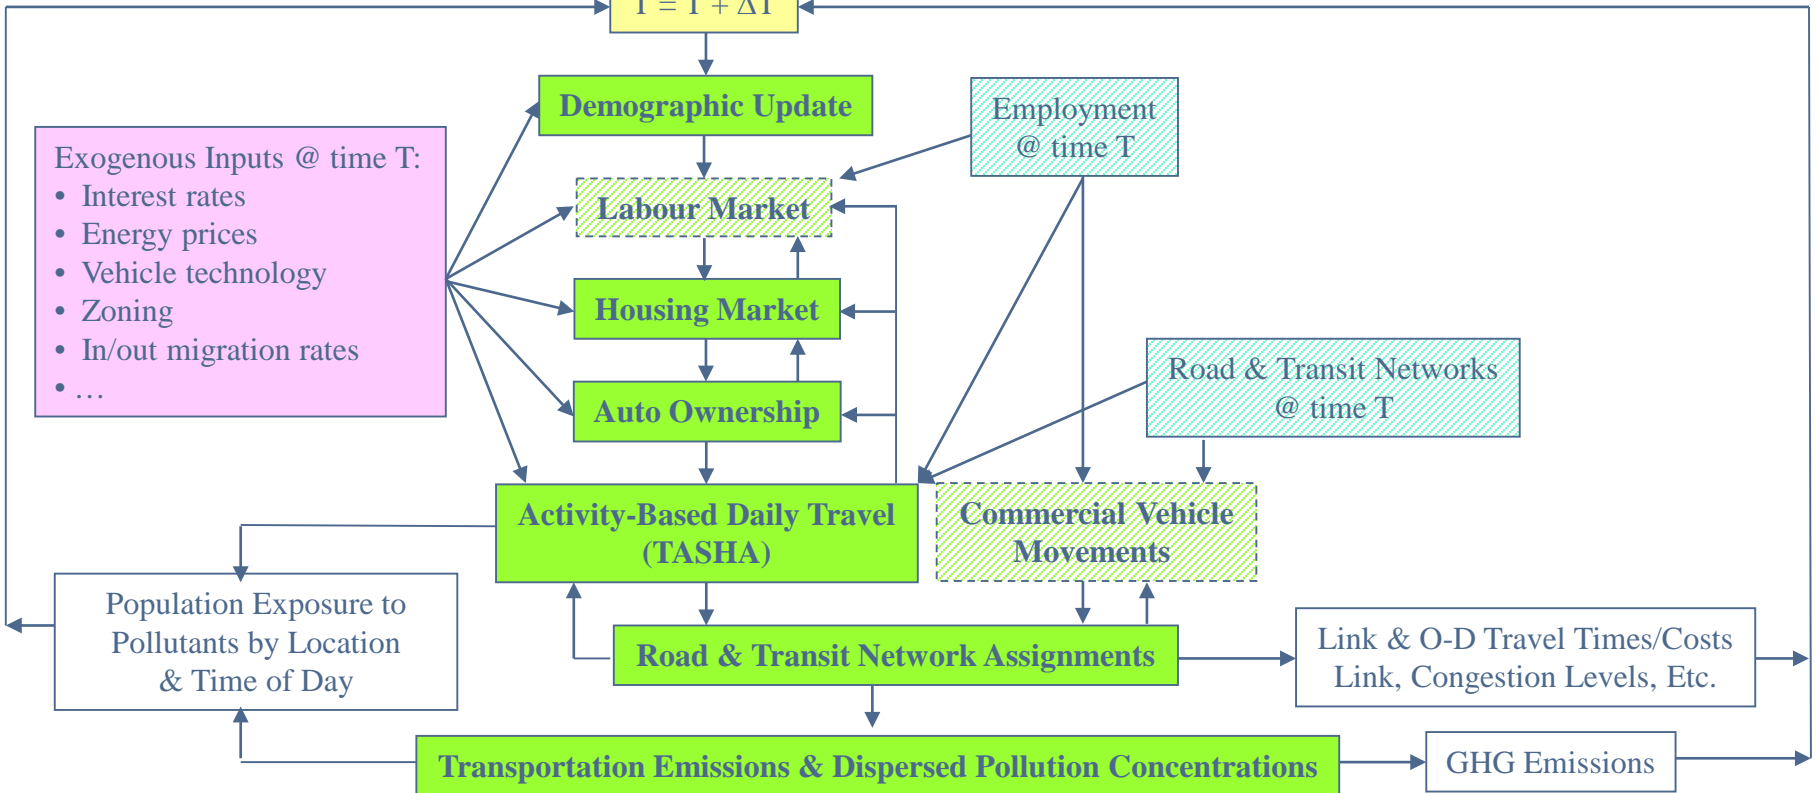 T = T + ΔT
Demographic Update
Employment
@ time T
Exogenous Inputs @ time T:
• Interest rates
• Energy prices
• Vehicle technology
• Zoning
• In/out migration rates
• …
Labour Market
Housing Market
Auto Ownership
Road & Transit Networks
@ time T
Activity-Based Daily Travel
(TASHA)
Commercial Vehicle
Movements
Population Exposure to
Pollutants by Location
& Time of Day
Road & Transit Network Assignments
Link & O-D Travel Times/Costs
Link, Congestion Levels, Etc.
Transportation Emissions & Dispersed Pollution Concentrations
GHG Emissions